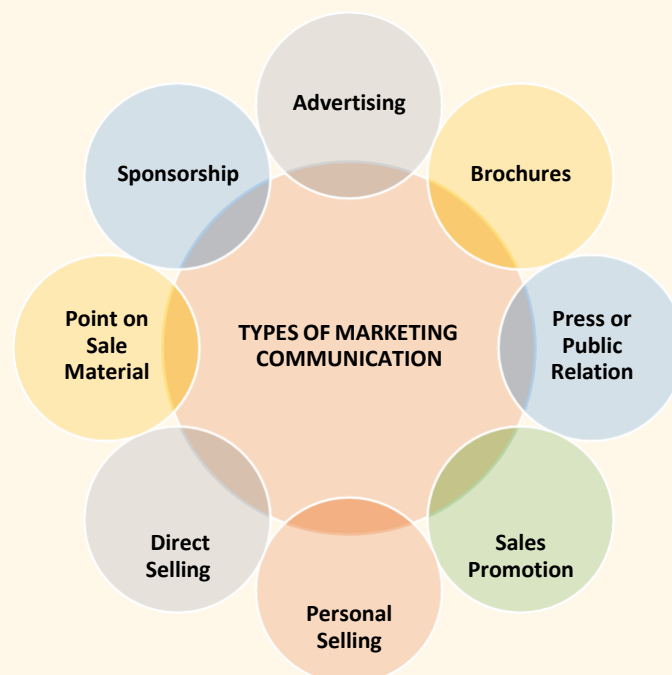 Advertising
Brochures
Press or
Public
Relation
Sales
Promotion
Personal
Selling
Direct
Selling
Point on
Sale
Material
Sponsorship
TYPES OF MARKETING
COMMUNICATION